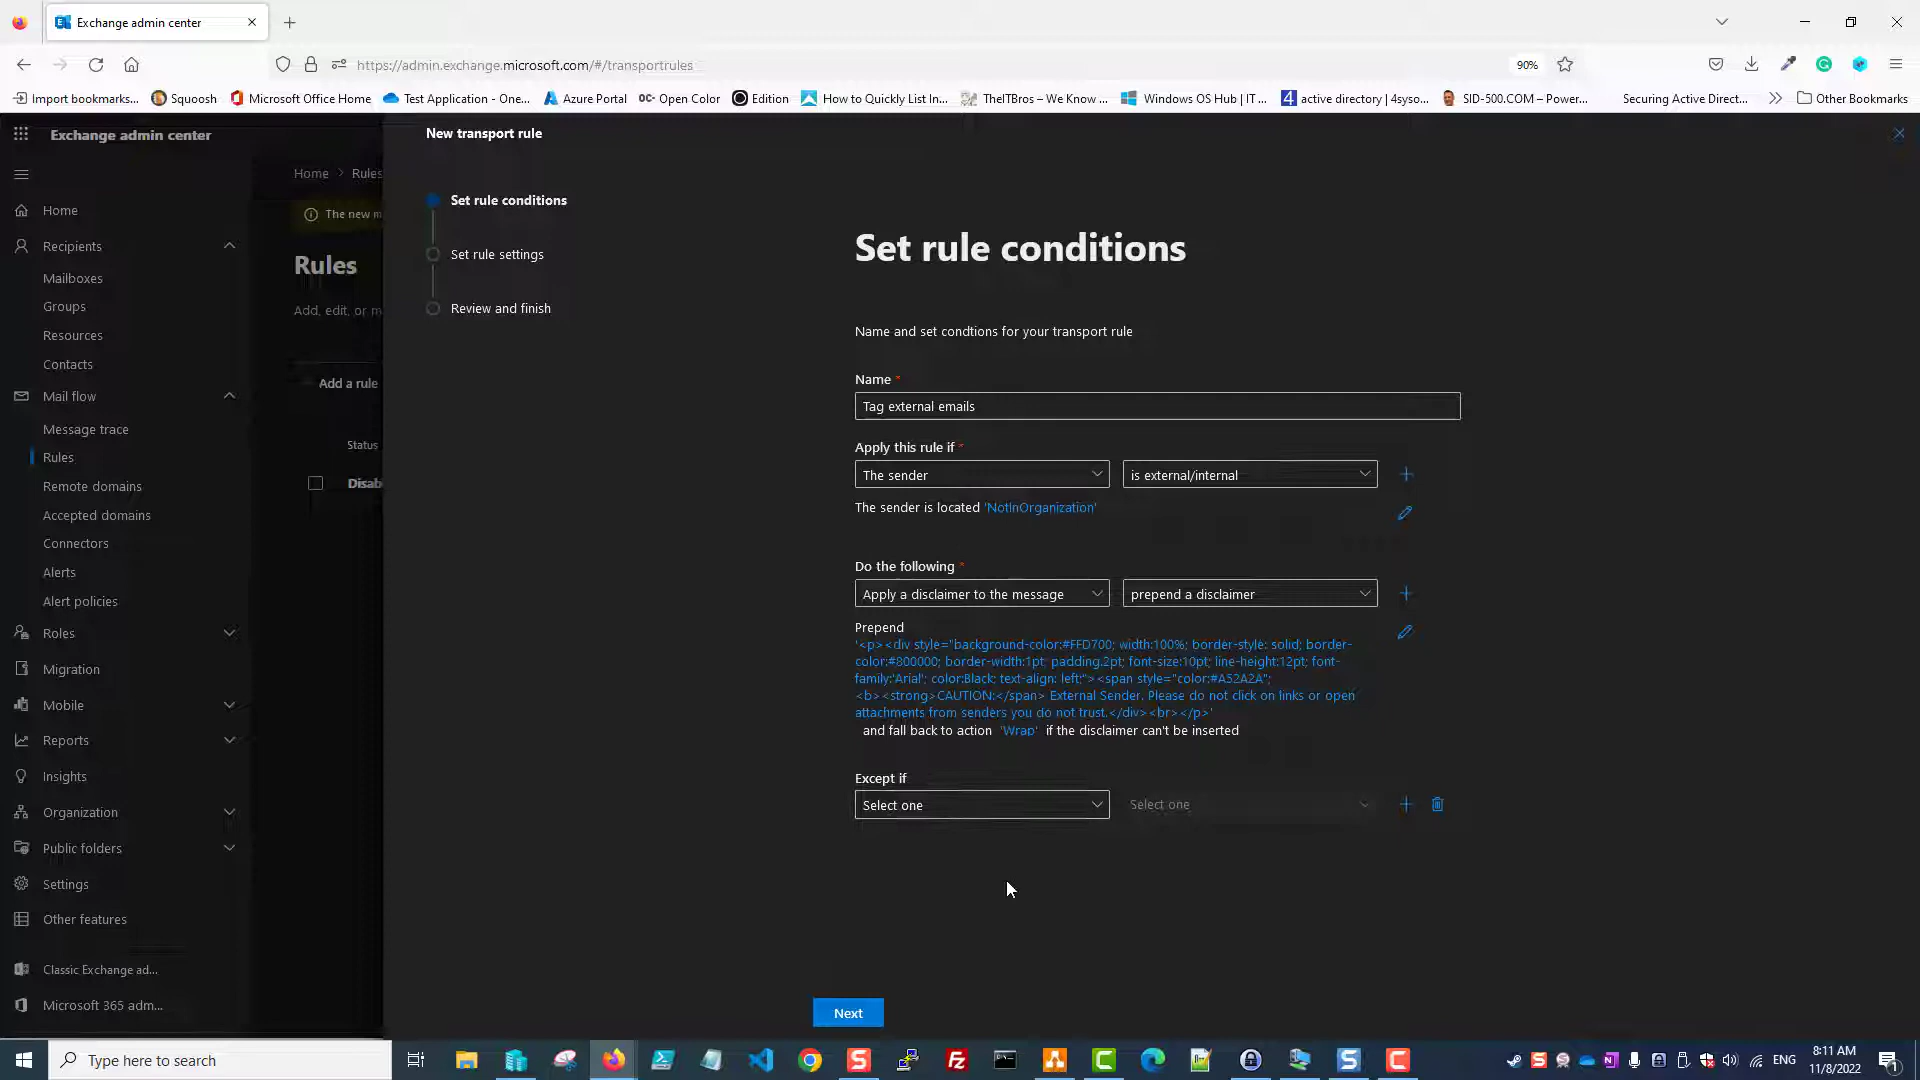 Exchange admin center
https://admin.exchange.microsoft.com/#/transportrules
90%
Import bookmarks...
Squoosh
Microsoft Office Home
Test Application - One...
Azure Portal
OC- Open Color
Edition
How to Quickly List In...
TheITBros – We Know ...
Windows OS Hub | IT ...
active directory | 4syso...
SID-500.COM – Power...
Securing Active Direct...
Other Bookmarks
Exchange admin center
Home
Recipients
Mailboxes
Groups
Resources
Contacts
Mail flow
Message trace
Rules
Remote domains
Accepted domains
Connectors
Alerts
Alert policies
Roles
Migration
Mobile
Reports
Insights
Organization
Public folders
Settings
Other features
Classic Exchange ad...
Microsoft 365 adm...
Home > Rules
The new m
Rules
Add, edit, or m
Add a rule
Status
Disab
New transport rule
Set rule conditions
Set rule settings
Review and finish
Set rule conditions
Name and set condtions for your transport rule
Name *
Tag external emails
Apply this rule if *
The sender
is external/internal
The sender is located 'NotInOrganization'
Do the following *
Apply a disclaimer to the message
prepend a disclaimer
Prepend
'<p><div style="background-color:#FFD700; width:100%; border-style: solid; border-
color:#800000; border-width:1pt; padding:2pt; font-size:10pt; line-height:12pt; font-
family:'Arial'; color:Black; text-align: left;"><span style="color:#A52A2A";
<b><strong>CAUTION:</span> External Sender. Please do not click on links or open
attachments from senders you do not trust.</div><br></p>'
and fall back to action 'Wrap' if the disclaimer can't be inserted
Except if
Select one
Select one
Next
Type here to search
ENG
8:11 AM
11/8/2022
1